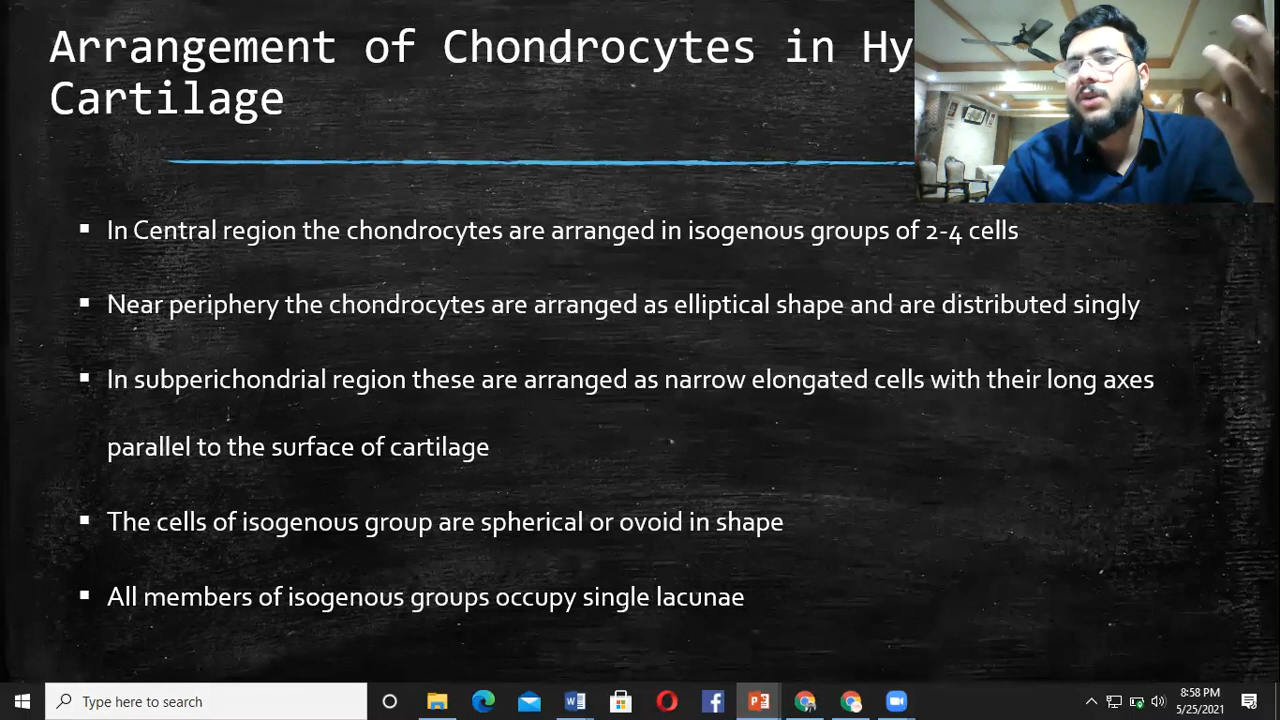 Arrangement of Chondrocytes in Hy
Cartilage
▪ In Central region the chondrocytes are arranged in isogenous groups of 2-4 cells
▪ Near periphery the chondrocytes are arranged as elliptical shape and are distributed singly
▪ In subperichondrial region these are arranged as narrow elongated cells with their long axes
parallel to the surface of cartilage
▪ The cells of isogenous group are spherical or ovoid in shape
▪ All members of isogenous groups occupy single lacunae
Type here to search
8:58 PM
5/25/2021